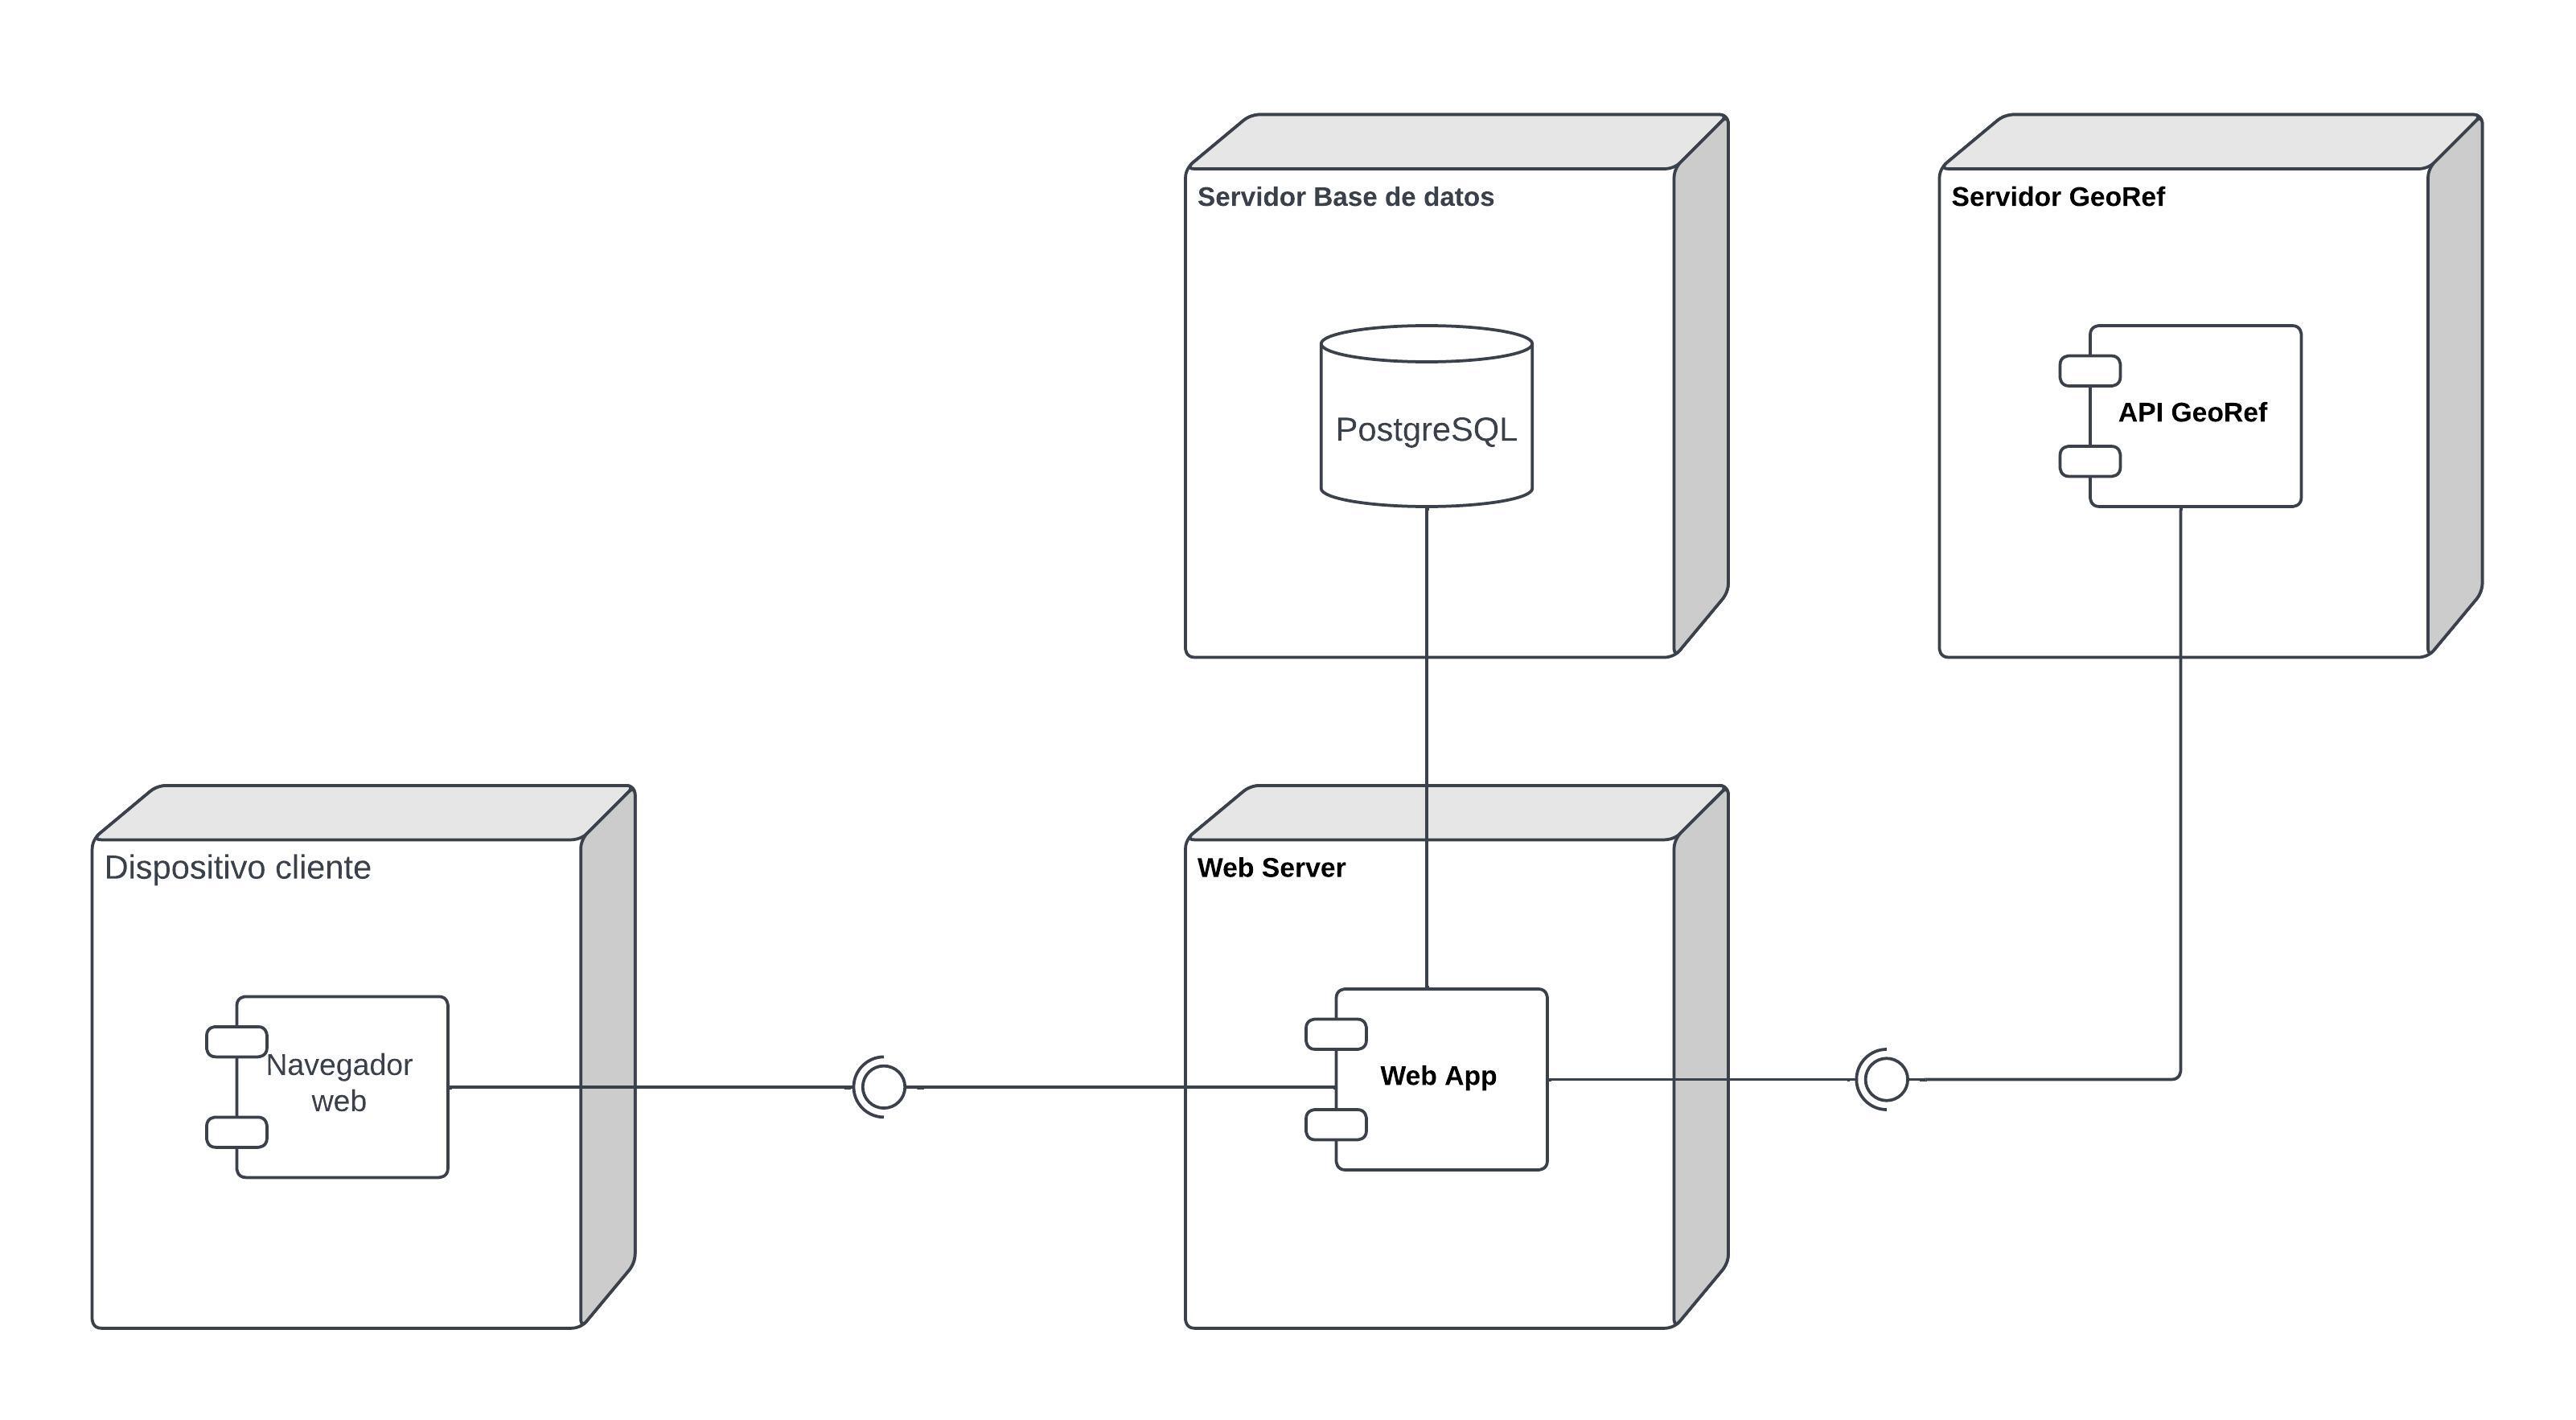 Servidor Base de datos
Servidor GeoRef
PostgreSQL
API GeoRef
Dispositivo cliente
Web Server
Navegador
web
Web App